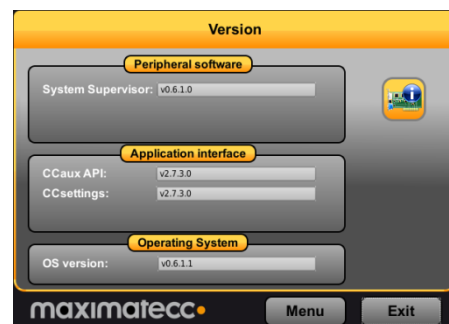 Version
Peripheral software
System Supervisor: v0.6.1.0
Application interface
CCaux API: v2.7.3.0
CCsettings: v2.7.3.0
Operating System
OS version: v0.6.1.1
maximatecc Menu Exit